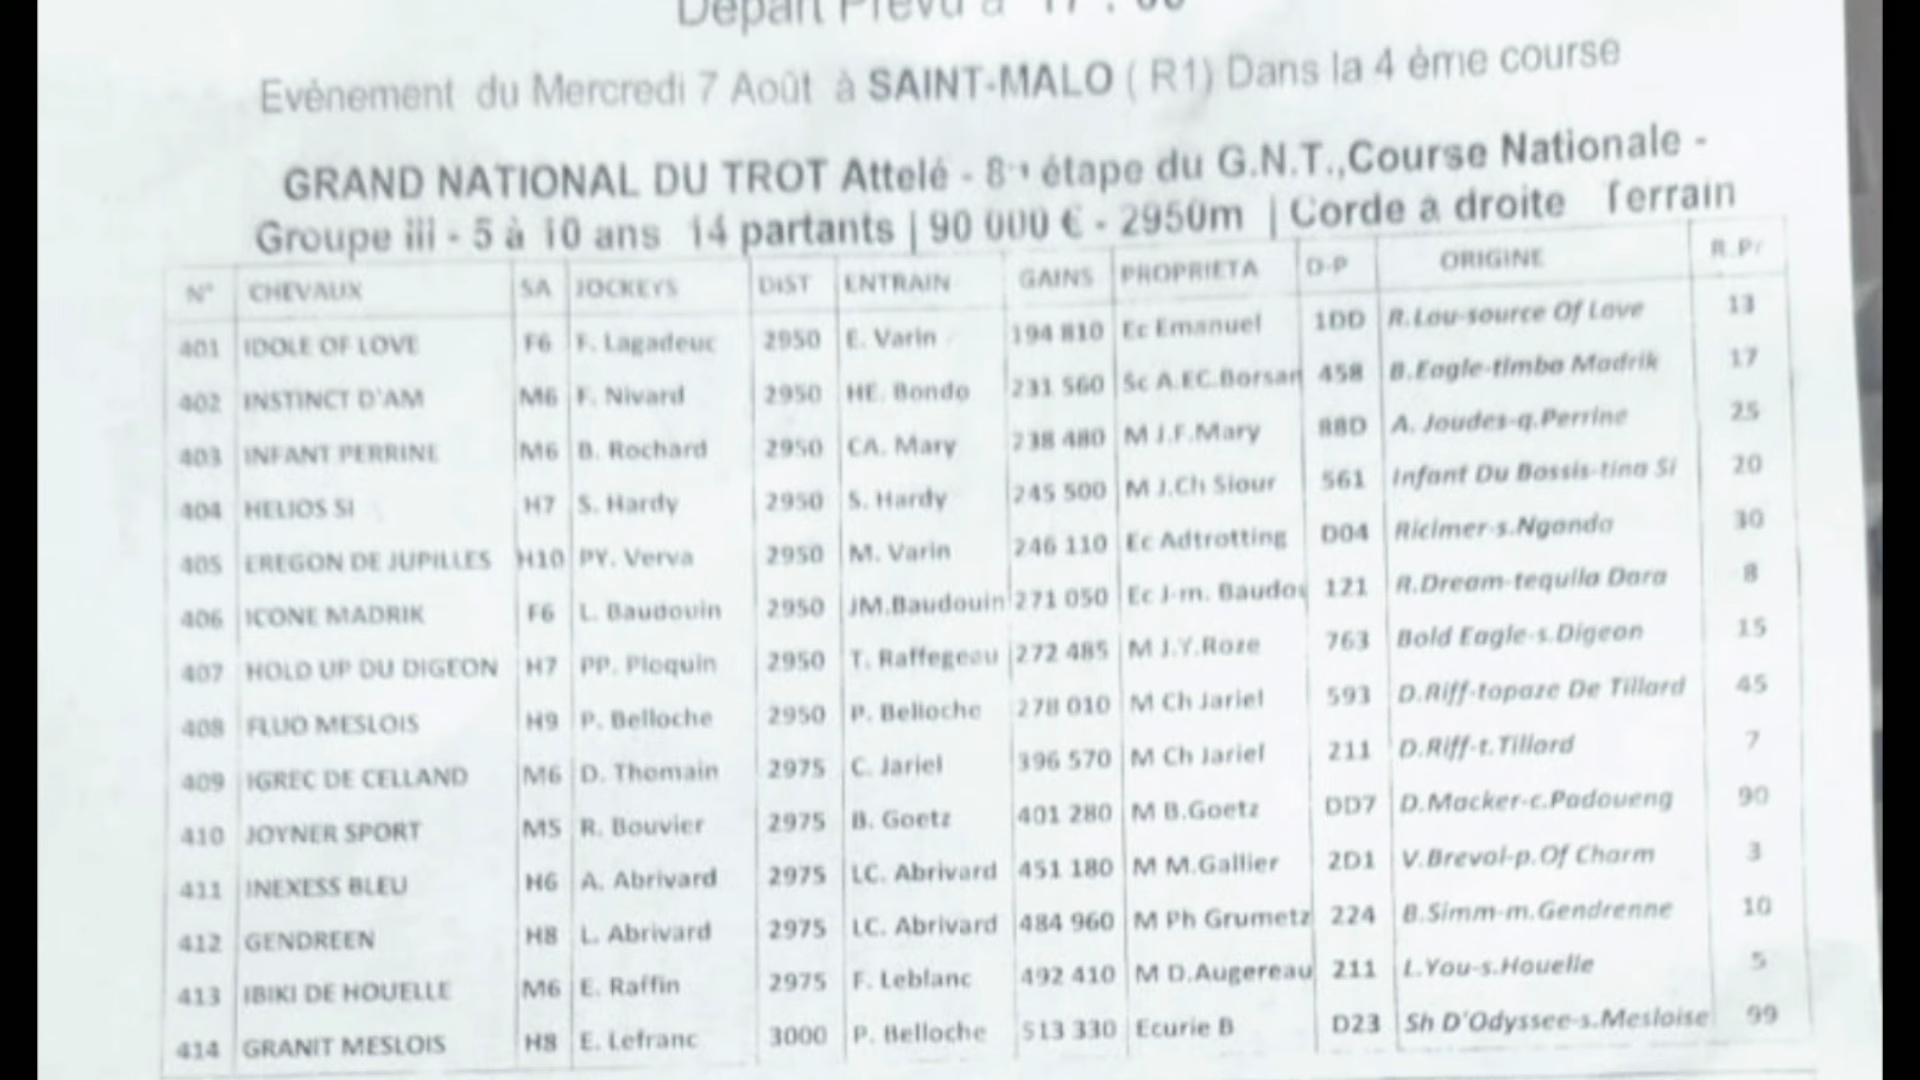 Départ Prévu à 17 : 00
Evènement du Mercredi 7 Août à SAINT-MALO ( R1) Dans la 4 ème course
GRAND NATIONAL DU TROT Attelé - 8 étape du G.N.T.,Course Nationale -
Groupe iii - 5 à 10 ans 14 partants | 90 000 € - 2950m | Corde à droite Terrain
N° CHEVAUX SA JOCKEYS DIST ENTRAIN GAINS PROPRIETA D-P ORIGINE R.Pr
401 IDOLE OF LOVE F6 F. Lagadeuc 2950 E. Varin 194 810 Ec Emanuel 1DD R.Lou-source Of Love 13
402 INSTINCT D'AM M6 F. Nivard 2950 HE. Bondo 231 560 Sc A.EC.Borsan 458 B.Eagle-timba Madrik 17
403 INFANT PERRINE M6 B. Rochard 2950 CA. Mary 238 480 M J.F.Mary 88D A. Joudes-q.Perrine 25
404 HELIOS SI H7 S. Hardy 2950 S. Hardy 245 500 M J.Ch Siour 561 Infant Du Bossis-tina Si 20
405 EREGON DE JUPILLES H10 PY. Verva 2950 M. Varin 246 110 Ec Adtrotting D04 Ricimer-s.Nganda 30
406 ICONE MADRIK F6 L. Baudouin 2950 JM.Baudouin 271 050 Ec J-m. Baudou 121 R.Dream-tequila Dara 8
407 HOLD UP DU DIGEON H7 PP. Ploquin 2950 T. Raffegeau 272 485 M J.Y.Roze 763 Bold Eagle-s.Digeon 15
408 FLUO MESLOIS H9 P. Belloche 2950 P. Belloche 278 010 M Ch Jariel 593 D.Riff-topaze De Tillard 45
409 IGREC DE CELLAND M6 D. Thomain 2975 C. Jariel 396 570 M Ch Jariel 211 D.Riff-t.Tillard 7
410 JOYNER SPORT M5 R. Bouvier 2975 B. Goetz 401 280 M B.Goetz DD7 D.Macker-c.Padoueng 90
411 INEXESS BLEU H6 A. Abrivard 2975 LC. Abrivard 451 180 M M.Gallier 2D1 V.Brevol-p.Of Charm 3
412 GENDREEN H8 L. Abrivard 2975 LC. Abrivard 484 960 M Ph Grumetz 224 B.Simm-m.Gendrenne 10
413 IBIKI DE HOUELLE M6 E. Raffin 2975 F. Leblanc 492 410 M D.Augereau 211 L.You-s.Houelle 5
414 GRANIT MESLOIS H8 E. Lefranc 3000 P. Belloche 513 330 Ecurie B D23 Sh D'Odyssee-s.Mesloise 99